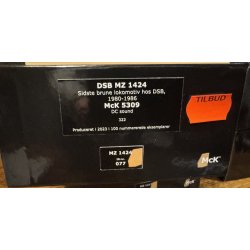 DSB MZ 1424
Sidste brune lokomotiv hos DSB,
1980-1986
McK 5309
DC sound
322
Produceret i 2023 i 100 nummererede eksemplarer
TILBUD
MZ 1424
077
McK